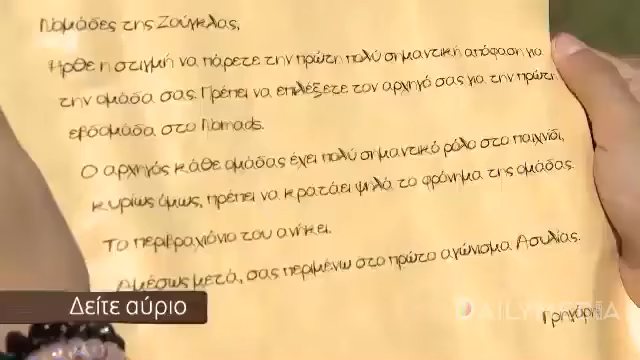 Νομάδες της Ζούγκλας,
Ήρθε η στιγμή να πάρετε την πρώτη πολύ σημαντική απόφαση για
την ομάδα σας. Πρέπει να επιλέξετε τον αρχηγό σας για την πρώτη
εβδομάδα στο Nomads.
Ο αρχηγός κάθε ομάδας έχει πολύ σημαντικό ρόλο στο παιχνίδι,
κυρίως όμως, πρέπει να κρατάει ψηλά το φρόνημα της ομάδας.
Το περιβραχιόνιο του ανήκει.
Αμέσως μετά, σας περιμένω στο πρώτο αγώνισμα Ασυλίας.
Γρηγόρης
Δείτε αύριο
DAILYMEDIA